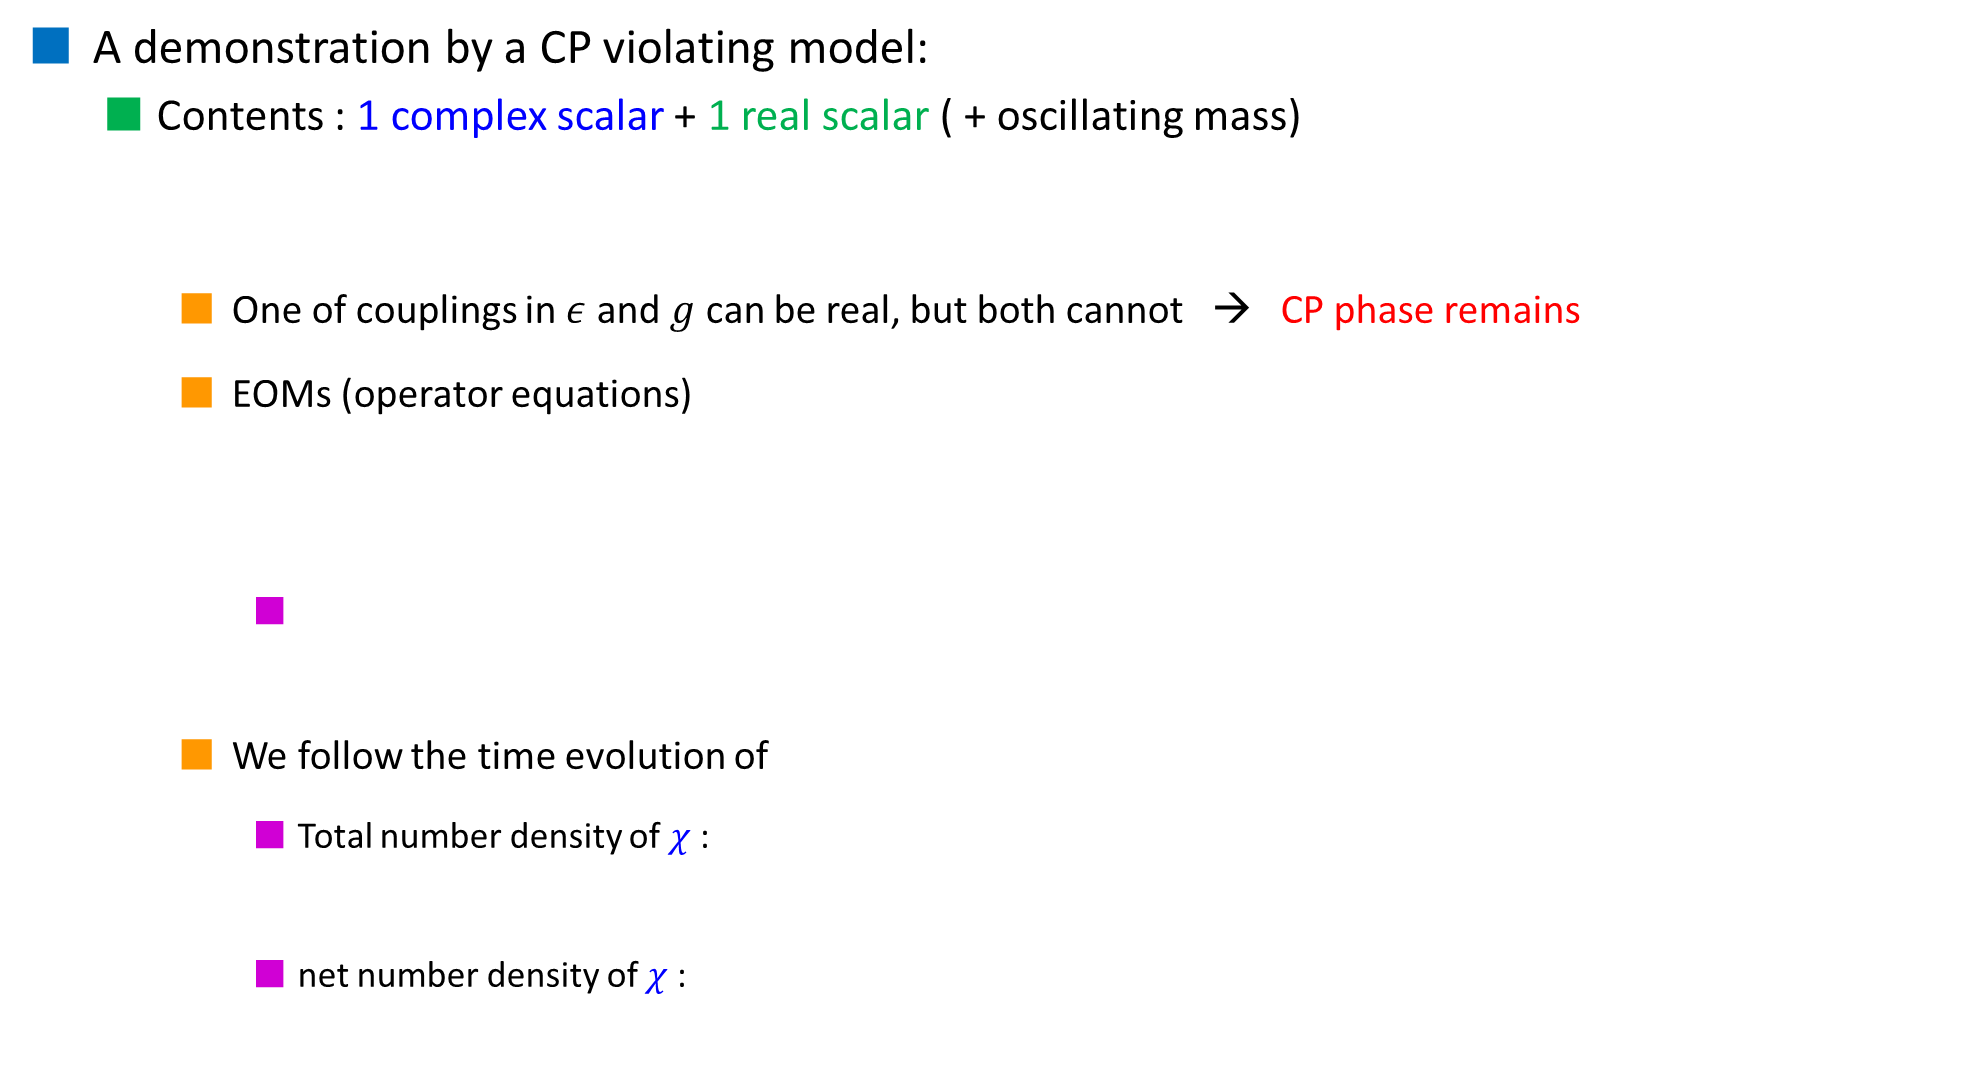 A demonstration by a CP violating model:
Contents : 1 complex scalar + 1 real scalar ( + oscillating mass)
One of couplings in ϵ and g can be real, but both cannot → CP phase remains
EOMs (operator equations)
We follow the time evolution of
Total number density of χ :
net number density of χ :